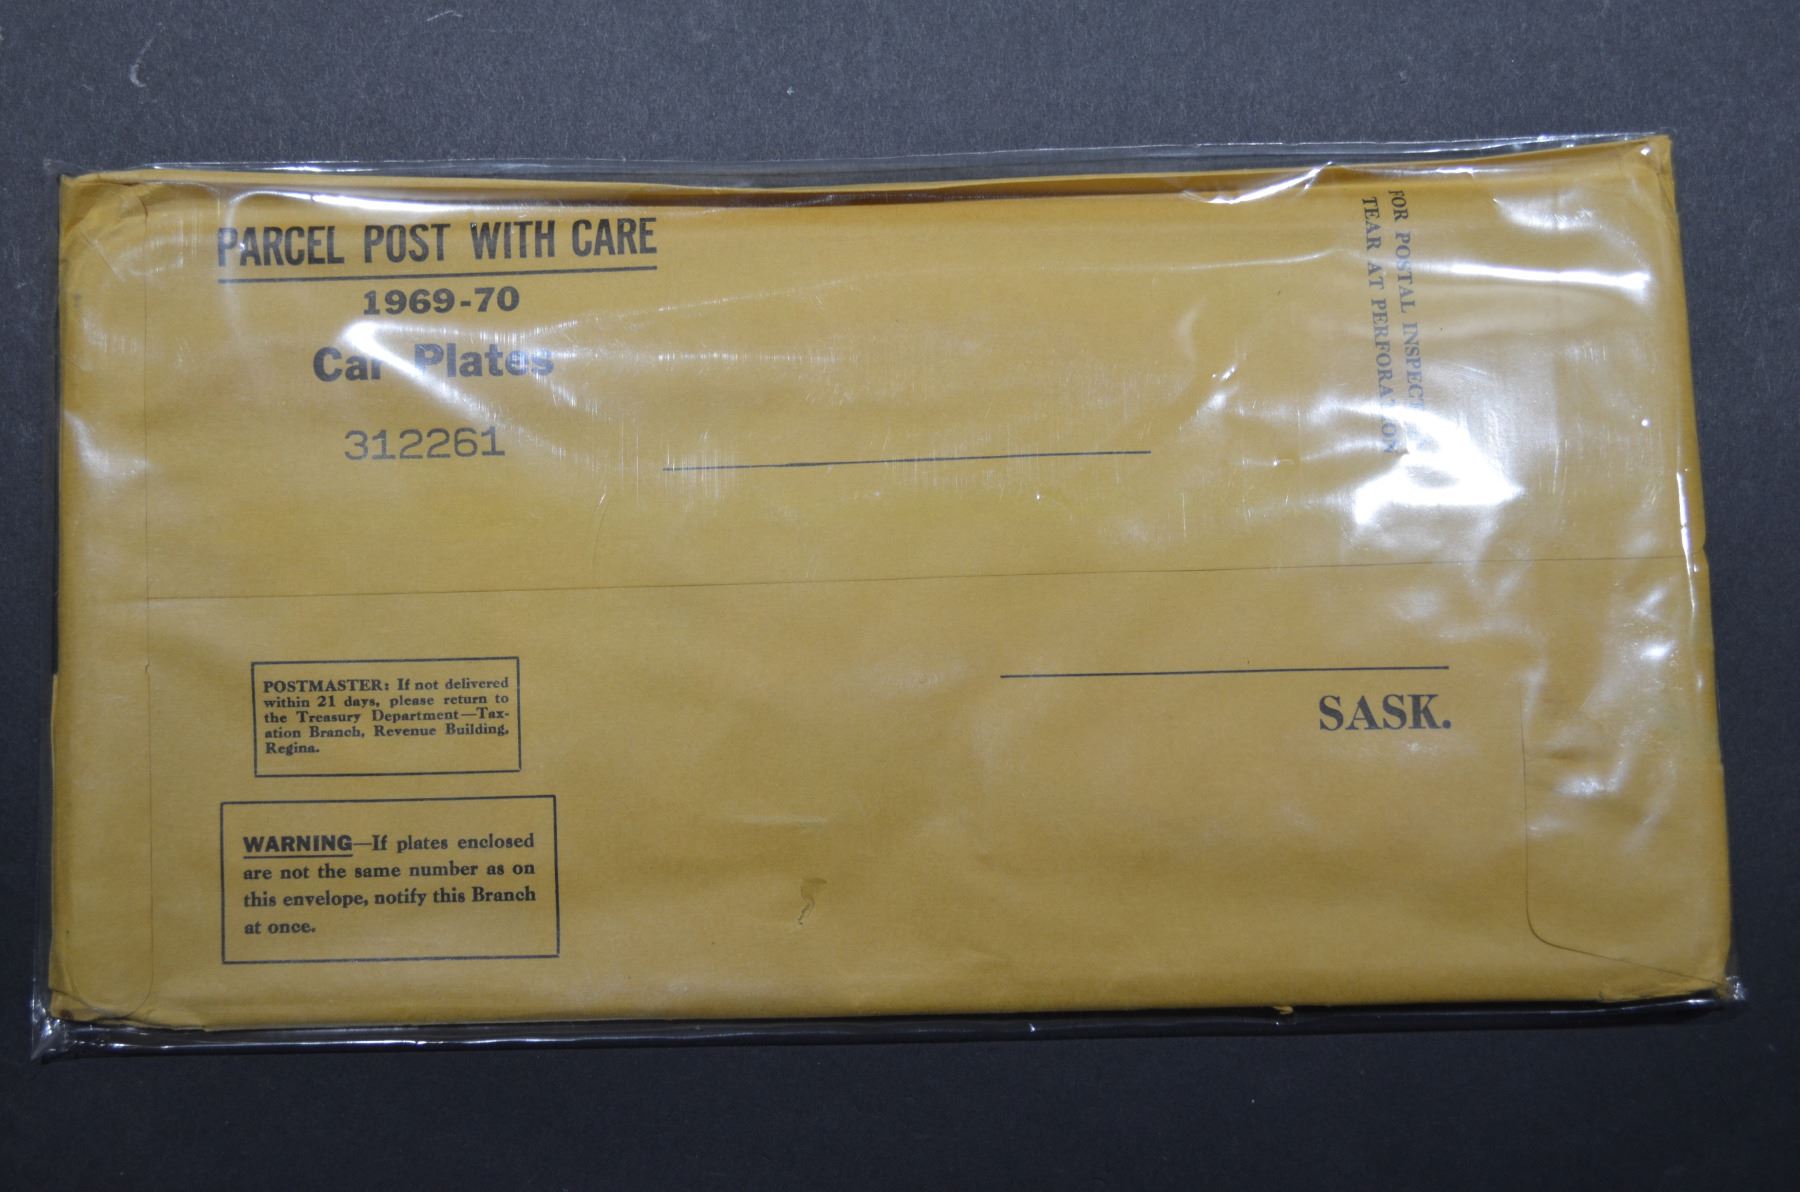 PARCEL POST WITH CARE
1969-70
Car Plates
312261
FOR POSTAL INSPECT
TEAR AT PERFORATION
POSTMASTER: If not delivered
within 21 days, please return to
the Treasury Department—Tax-
ation Branch, Revenue Building,
Regina.
SASK.
WARNING—If plates enclosed
are not the same number as on
this envelope, notify this Branch
at once.